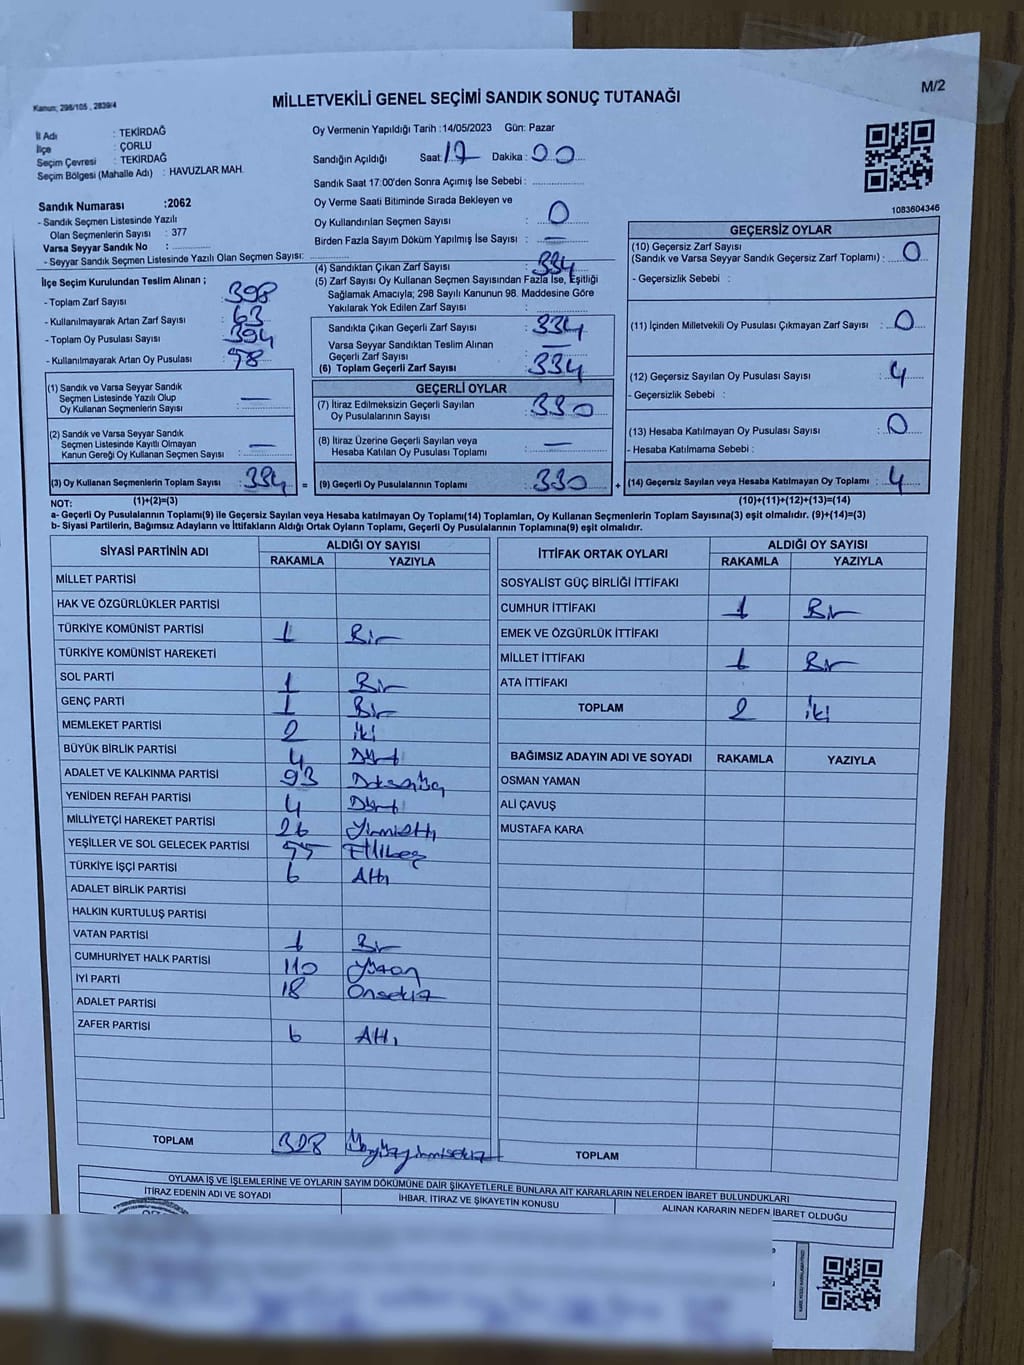 Kanun; 298/105 , 2839/4
MİLLETVEKİLİ GENEL SEÇİMİ SANDIK SONUÇ TUTANAĞI
M/2
İl Adı : TEKİRDAĞ
İlçe : ÇORLU
Seçim Çevresi : TEKİRDAĞ
Seçim Bölgesi (Mahalle Adı) : HAVUZLAR MAH.
Sandık Numarası :2062
- Sandık Seçmen Listesinde Yazılı
Olan Seçmenlerin Sayısı : 377
Varsa Seyyar Sandık No :
- Seyyar Sandık Seçmen Listesinde Yazılı Olan Seçmen Sayısı:
Oy Vermenin Yapıldığı Tarih :14/05/2023 Gün: Pazar
Sandığın Açıldığı Saat: 17 Dakika : 00
Sandık Saat 17:00'den Sonra Açımış İse Sebebi :
Oy Verme Saati Bitiminde Sırada Bekleyen ve
Oy Kullandırılan Seçmen Sayısı : 0
Birden Fazla Sayım Döküm Yapılmış İse Sayısı : —
1083604346
İlçe Seçim Kurulundan Teslim Alınan ;
- Toplam Zarf Sayısı : 398
- Kullanılmayarak Artan Zarf Sayısı : 63
- Toplam Oy Pusulası Sayısı : 394
- Kullanılmayarak Artan Oy Pusulası : 58
(1) Sandık ve Varsa Seyyar Sandık
Seçmen Listesinde Yazılı Olup
Oy Kullanan Seçmenlerin Sayısı : —
(2) Sandık ve Varsa Seyyar Sandık
Seçmen Listesinde Kayıtlı Olmayan
Kanun Gereği Oy Kullanan Seçmen Sayısı : —
(3) Oy Kullanan Seçmenlerin Toplam Sayısı : 334 =
(4) Sandıktan Çıkan Zarf Sayısı : 334
(5) Zarf Sayısı Oy Kullanan Seçmen Sayısından Fazla İse, Eşitliği
Sağlamak Amacıyla; 298 Sayılı Kanunun 98. Maddesine Göre
Yakılarak Yok Edilen Zarf Sayısı :
Sandıkta Çıkan Geçerli Zarf Sayısı : 334
Varsa Seyyar Sandıktan Teslim Alınan
Geçerli Zarf Sayısı : —
(6) Toplam Geçerli Zarf Sayısı : 334
GEÇERLİ OYLAR
(7) İtiraz Edilmeksizin Geçerli Sayılan
Oy Pusulalarının Sayısı : 330
(8) İtiraz Üzerine Geçerli Sayılan veya
Hesaba Katılan Oy Pusulası Toplamı : —
(9) Geçerli Oy Pusulalarının Toplamı : 330 +
GEÇERSİZ OYLAR
(10) Geçersiz Zarf Sayısı
(Sandık ve Varsa Seyyar Sandık Geçersiz Zarf Toplamı) : 0
- Geçersizlik Sebebi :
(11) İçinden Milletvekili Oy Pusulası Çıkmayan Zarf Sayısı : 0
(12) Geçersiz Sayılan Oy Pusulası Sayısı : 4
- Geçersizlik Sebebi :
(13) Hesaba Katılmayan Oy Pusulası Sayısı : 0
- Hesaba Katılmama Sebebi :
(14) Geçersiz Sayılan veya Hesaba Katılmayan Oy Toplamı : 4
NOT: (1)+(2)=(3) (10)+(11)+(12)+(13)=(14)
a- Geçerli Oy Pusulaları Toplamı(9) ile Geçersiz Sayılan veya Hesaba katılmayan Oy Toplamı(14) Toplamları, Oy Kullanan Seçmenlerin Toplam Sayısına(3) eşit olmalıdır. (9)+(14)=(3)
b- Siyasi Partilerin, Bağımsız Adayların ve İttifakların Aldığı Ortak Oyların Toplamı, Geçerli Oy Pusulalarının Toplamına(9) eşit olmalıdır.
SİYASİ PARTİNİN ADI ALDIĞI OY SAYISI
RAKAMLA YAZIYLA
MİLLET PARTİSİ
HAK VE ÖZGÜRLÜKLER PARTİSİ
TÜRKİYE KOMÜNİST PARTİSİ 1 Bir
TÜRKİYE KOMÜNİST HAREKETİ
SOL PARTİ 1 Bir
GENÇ PARTİ 1 Bir
MEMLEKET PARTİSİ 2 iki
BÜYÜK BİRLİK PARTİSİ 4 Dört
ADALET VE KALKINMA PARTİSİ 93 Doksanüç
YENİDEN REFAH PARTİSİ 4 Dört
MİLLİYETÇİ HAREKET PARTİSİ 26 Yirmialtı
YEŞİLLER VE SOL GELECEK PARTİSİ 55 Ellibeş
TÜRKİYE İŞÇİ PARTİSİ 6 Altı
ADALET BİRLİK PARTİSİ
HALKIN KURTULUŞ PARTİSİ
VATAN PARTİSİ 1 Bir
CUMHURİYET HALK PARTİSİ 110 Yüzon
İYİ PARTİ 18 Onsekiz
ADALET PARTİSİ
ZAFER PARTİSİ 6 Altı
TOPLAM 328 Üçyüzyirmisekiz
İTTİFAK ORTAK OYLARI ALDIĞI OY SAYISI
RAKAMLA YAZIYLA
SOSYALİST GÜÇ BİRLİĞİ İTTİFAKI
CUMHUR İTTİFAKI 1 Bir
EMEK VE ÖZGÜRLÜK İTTİFAKI
MİLLET İTTİFAKI 1 Bir
ATA İTTİFAKI
TOPLAM 2 iki
BAĞIMSIZ ADAYIN ADI VE SOYADI RAKAMLA YAZIYLA
OSMAN YAMAN
ALİ ÇAVUŞ
MUSTAFA KARA
TOPLAM
OYLAMA İŞ VE İŞLEMLERİNE VE OYLARIN SAYIM DÖKÜMÜNE DAİR ŞİKAYETLERLE BUNLARA AİT KARARLARIN NELERDEN İBARET BULUNDUKLARI
İTİRAZ EDENİN ADI VE SOYADI İHBAR, İTİRAZ VE ŞİKAYETİN KONUSU ALINAN KARARIN NEDEN İBARET OLDUĞU